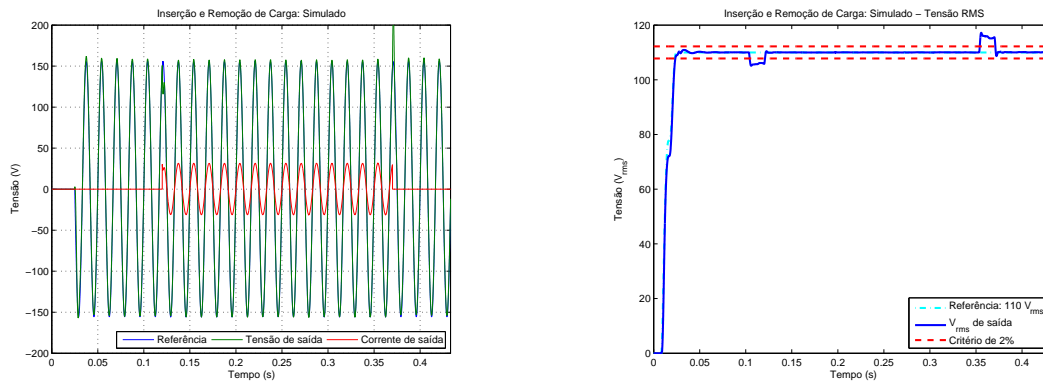 Inserção e Remoção de Carga: Simulado
200
150
100
50
0
−50
−100
−150
−200
Tensão (V)
0
0.05
0.1
0.15
0.2
0.25
0.3
0.35
0.4
Tempo (s)
Referência
Tensão de saída
Corrente de saída
Inserção e Remoção de Carga: Simulado − Tensão RMS
120
100
80
60
40
20
0
Tensão (Vrms)
0
0.05
0.1
0.15
0.2
0.25
0.3
0.35
0.4
Tempo (s)
Referência: 110 Vrms
Vrms de saída
Critério de 2%